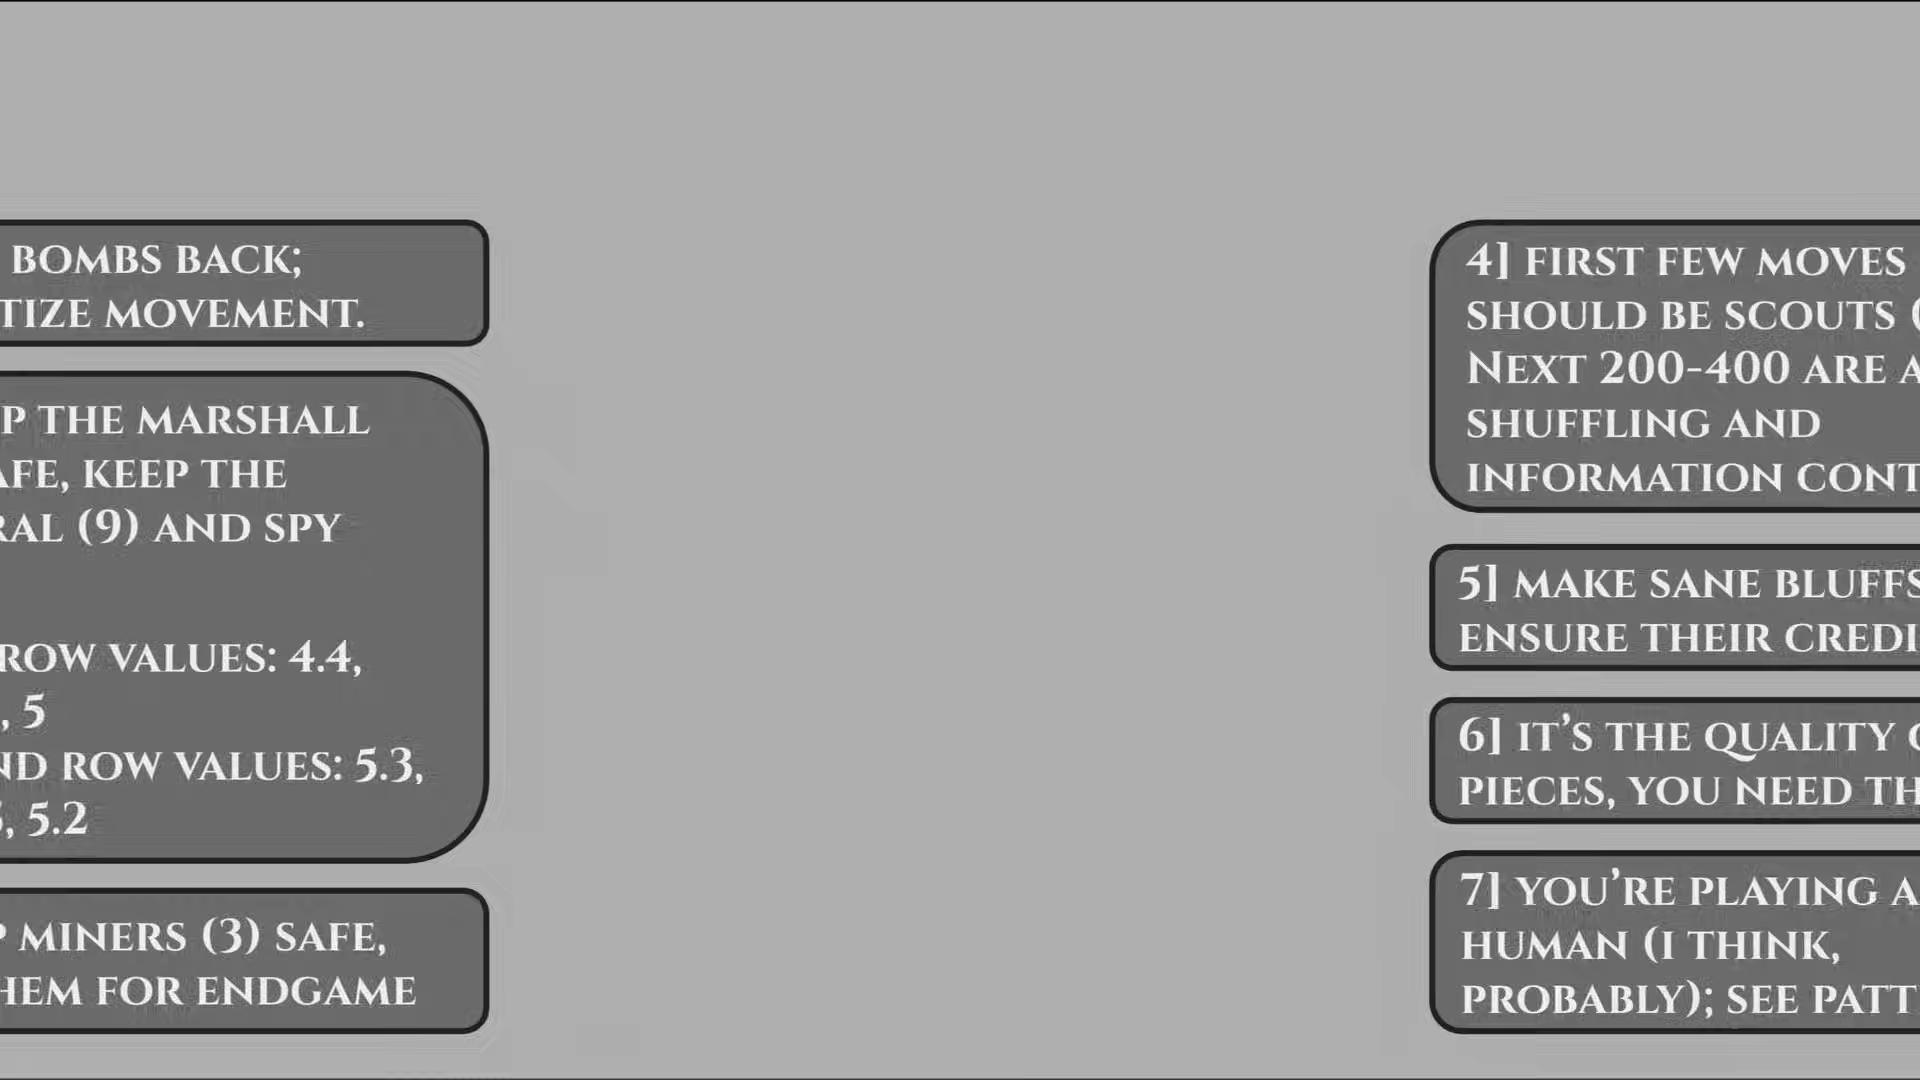 BOMBS BACK;
TIZE MOVEMENT.
P THE MARSHALL
AFE, KEEP THE
RAL (9) AND SPY
ROW VALUES: 4.4,
, 5
ND ROW VALUES: 5.3,
, 5.2
P MINERS (3) SAFE,
HEM FOR ENDGAME
4] FIRST FEW MOVES
SHOULD BE SCOUTS (
NEXT 200-400 ARE A
SHUFFLING AND
INFORMATION CONT
5] MAKE SANE BLUFFS
ENSURE THEIR CREDI
6] IT’S THE QUALITY
PIECES, YOU NEED TH
7] YOU’RE PLAYING A
HUMAN (I THINK,
PROBABLY); SEE PATT